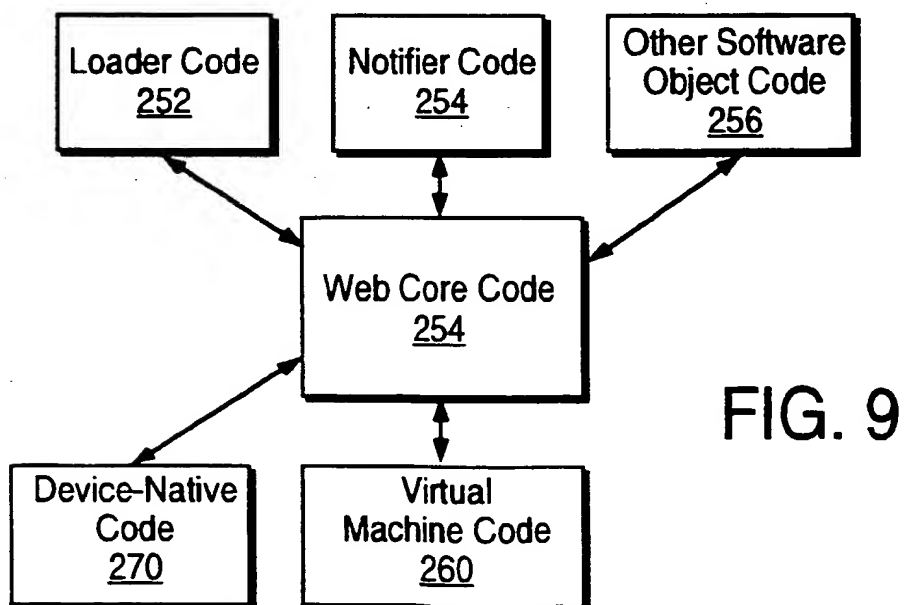 Loader Code
252
Notifier Code
254
Other Software
Object Code
256
Web Core Code
254
FIG. 9
Device-Native
Code
270
Virtual
Machine Code
260